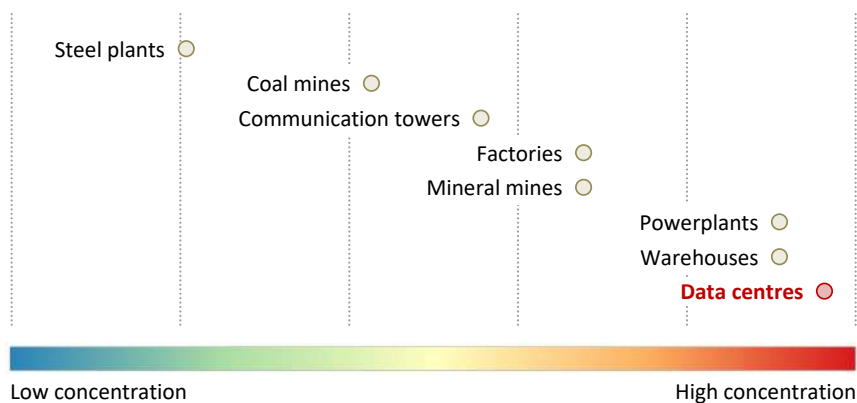 Steel plants
Coal mines
Communication towers
Factories
Mineral mines
Powerplants
Warehouses
Data centres
Low concentration
High concentration